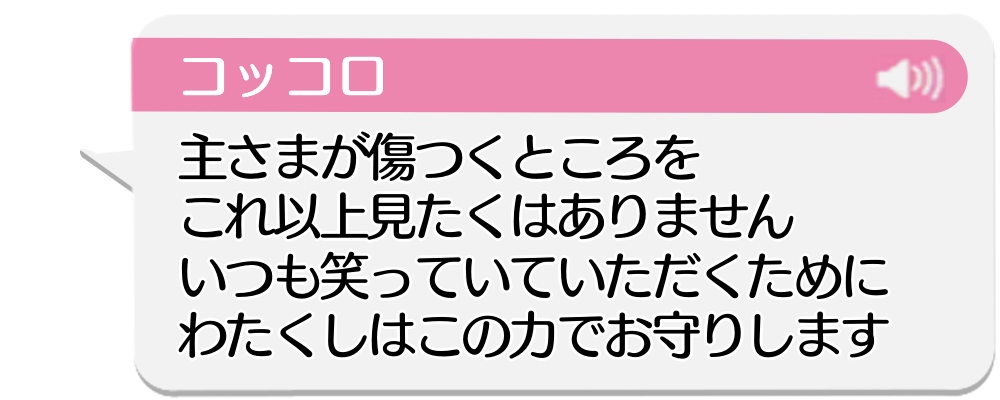 コッコロ
主さまが傷つくところを
これ以上見たくはありません
いつも笑っていていただくために
わたくしはこの力でお守りします